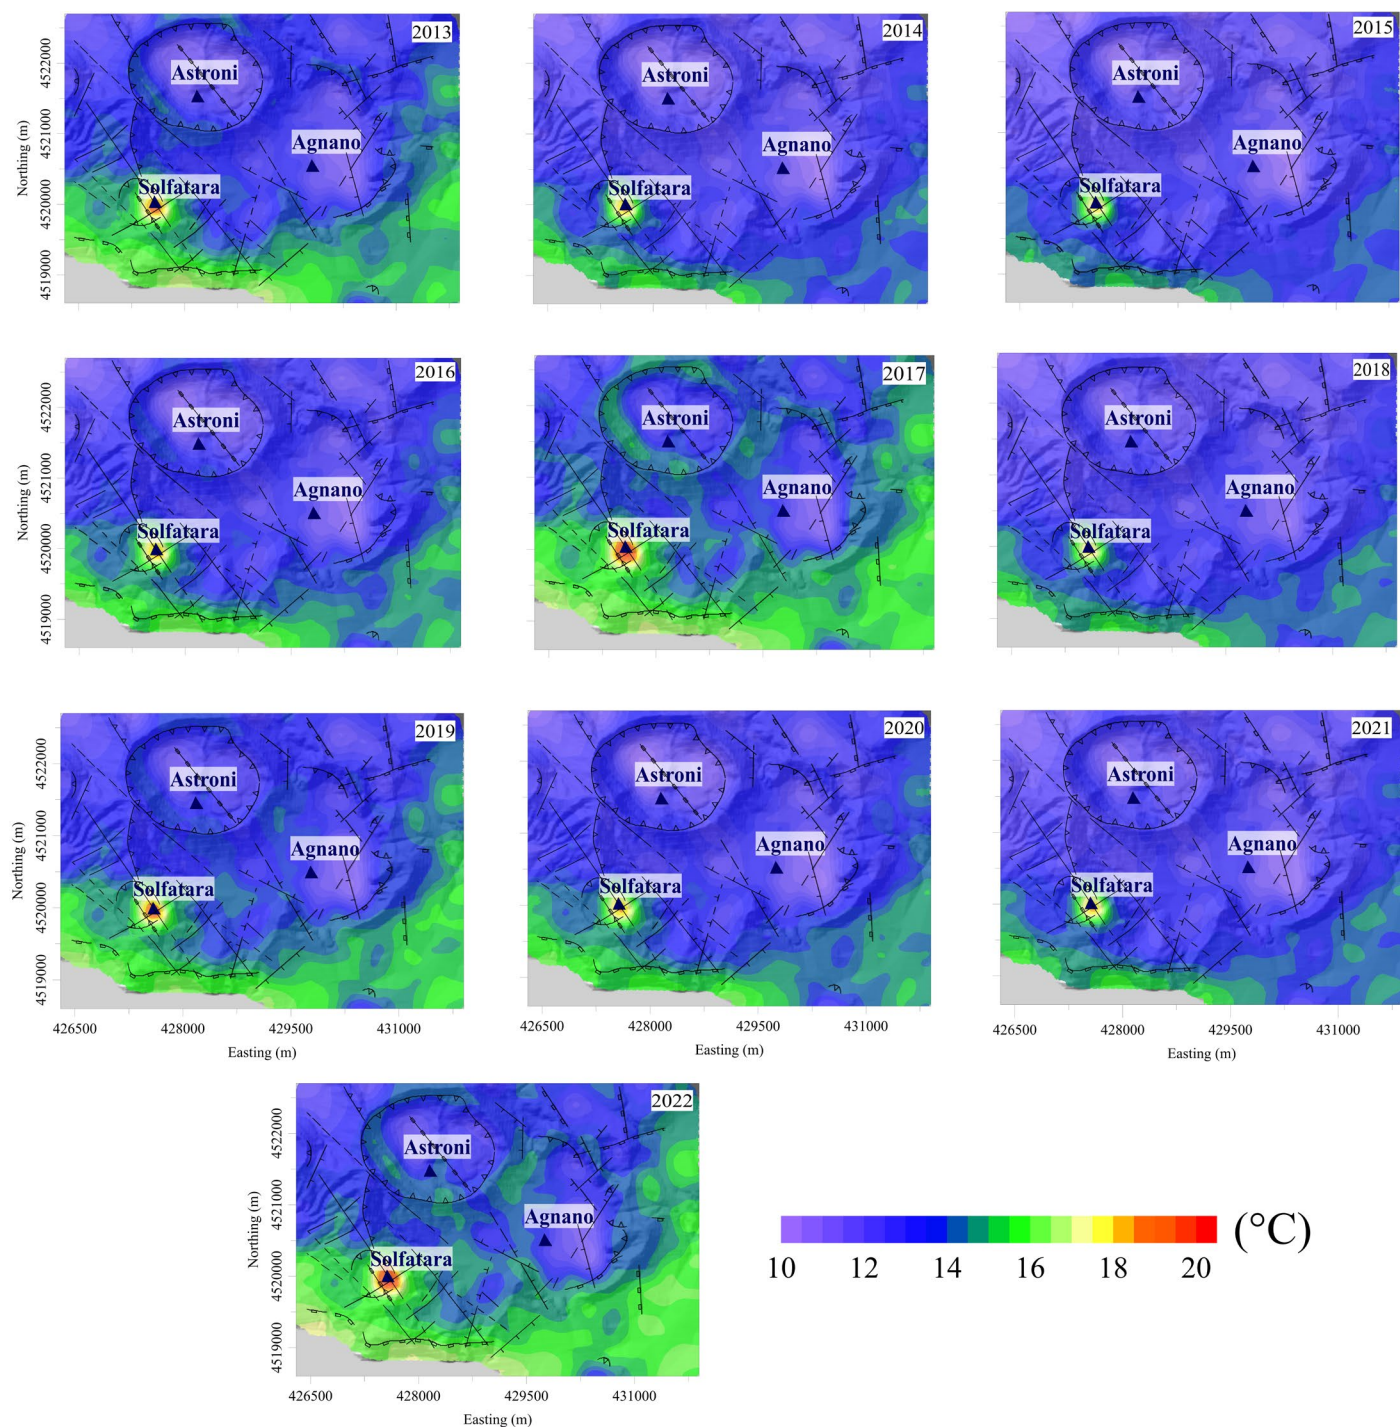 2013
Astroni
Agnano
Solfatara
Northing (m)
4522000
4521000
4520000
4519000
2014
Astroni
Agnano
Solfatara
2015
Astroni
Agnano
Solfatara
2016
Astroni
Agnano
Solfatara
Northing (m)
4522000
4521000
4520000
4519000
2017
Astroni
Agnano
Solfatara
2018
Astroni
Agnano
Solfatara
2019
Astroni
Agnano
Solfatara
Northing (m)
4522000
4521000
4520000
4519000
426500 428000 429500 431000
Easting (m)
2020
Astroni
Agnano
Solfatara
426500 428000 429500 431000
Easting (m)
2021
Astroni
Agnano
Solfatara
426500 428000 429500 431000
Easting (m)
2022
Astroni
Agnano
Solfatara
Northing (m)
4522000
4521000
4520000
4519000
426500 428000 429500 431000
Easting (m)
(°C)
10 12 14 16 18 20